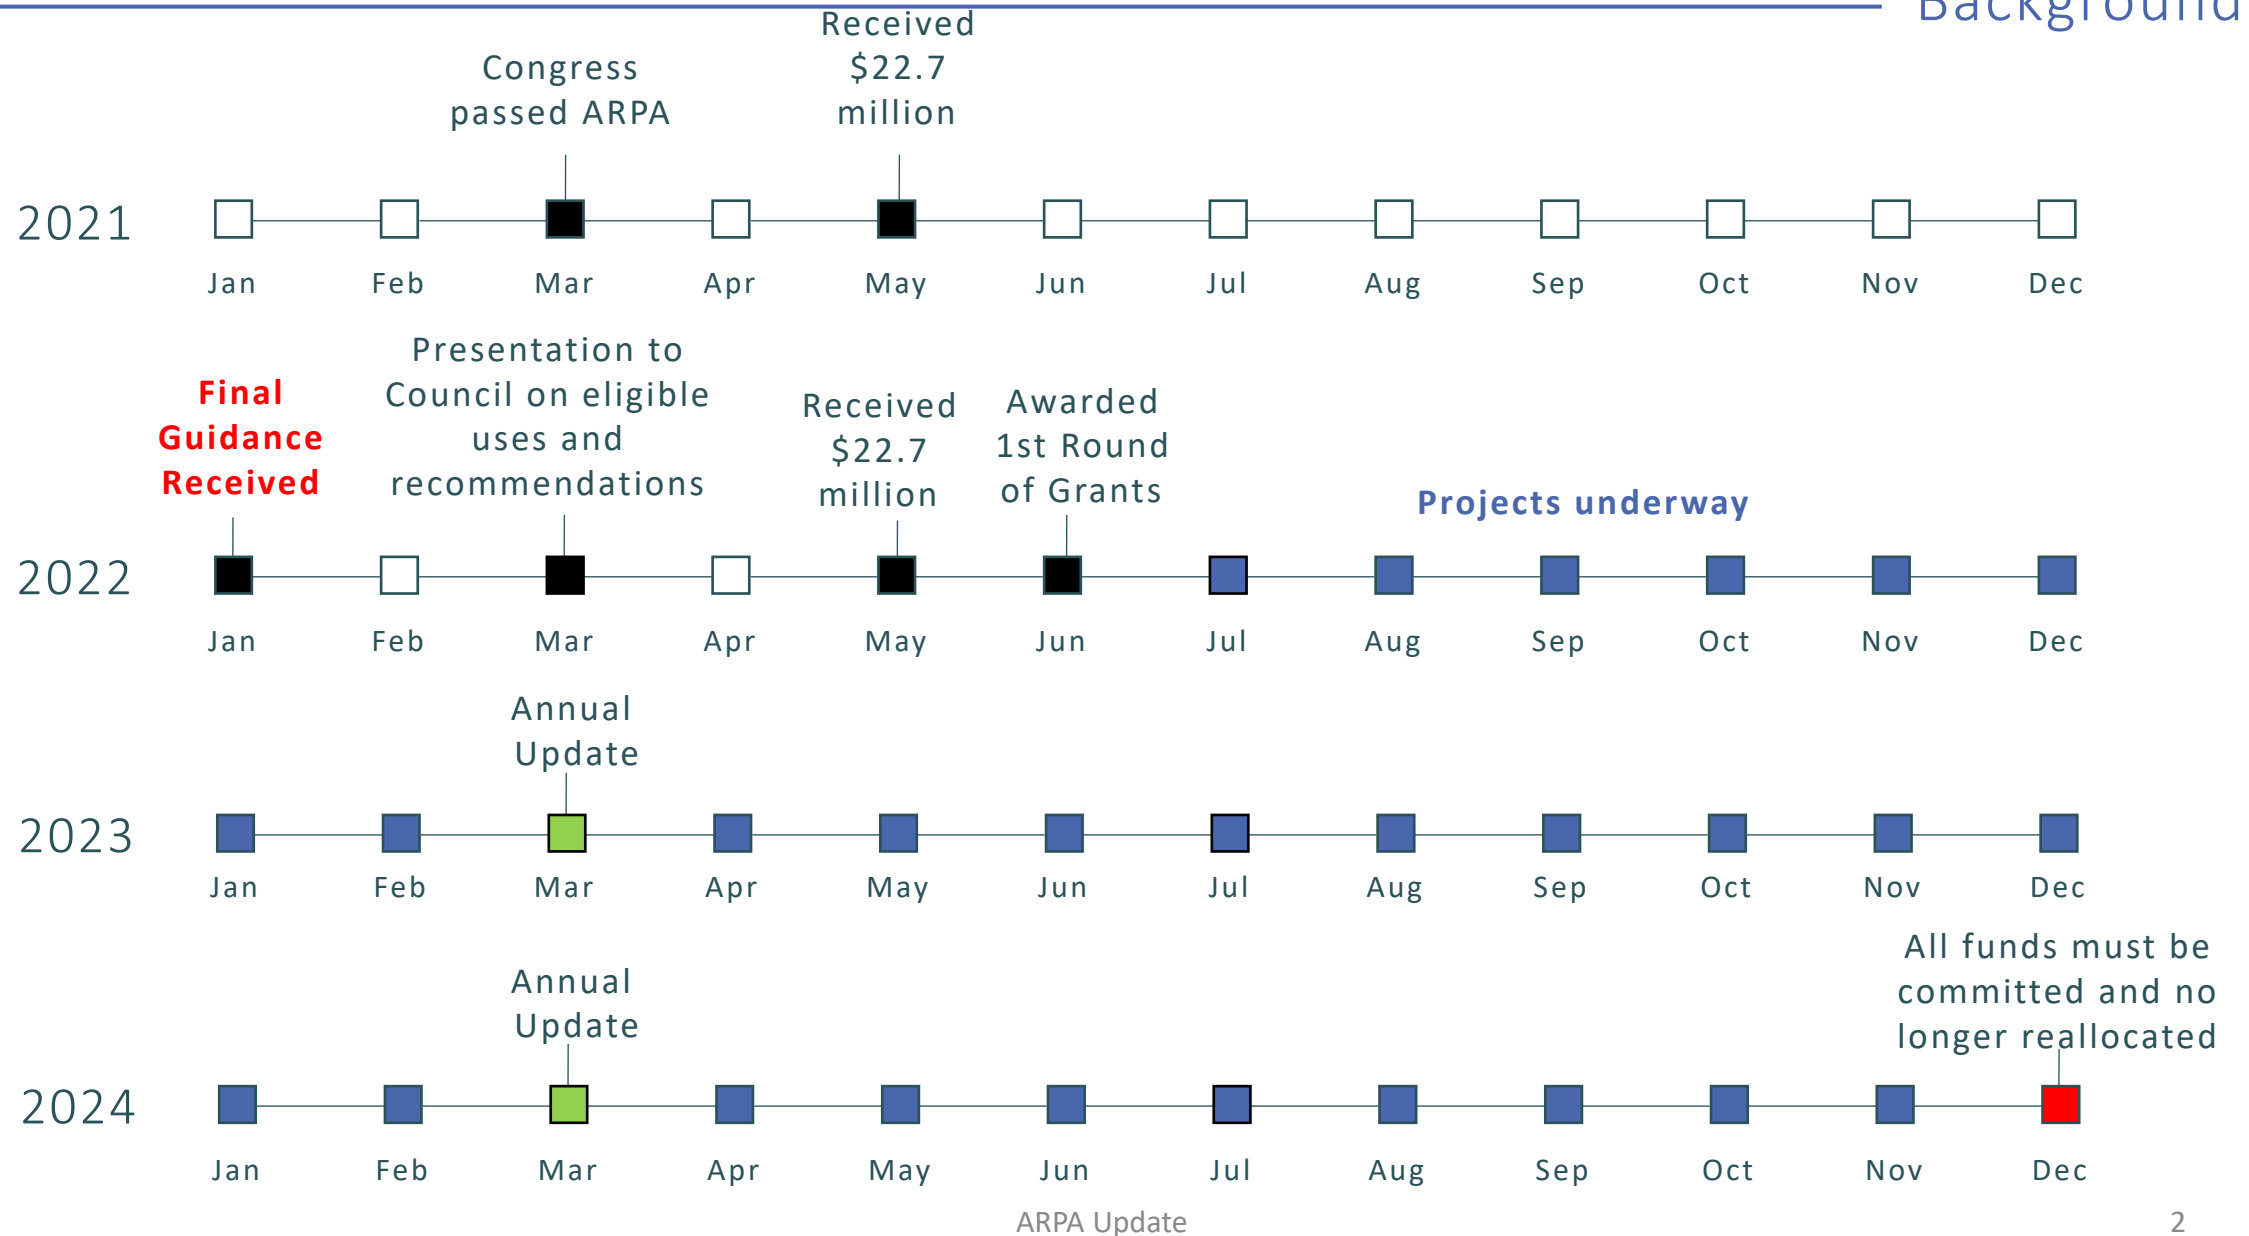 Background
Received
$22.7
million
Congress
passed ARPA
2021
Jan Feb Mar Apr May Jun Jul Aug Sep Oct Nov Dec
Final
Guidance
Received
Presentation to
Council on eligible
uses and
recommendations
Received
$22.7
million
Awarded
1st Round
of Grants
Projects underway
2022
Jan Feb Mar Apr May Jun Jul Aug Sep Oct Nov Dec
Annual
Update
2023
Jan Feb Mar Apr May Jun Jul Aug Sep Oct Nov Dec
Annual
Update
All funds must be
committed and no
longer reallocated
2024
Jan Feb Mar Apr May Jun Jul Aug Sep Oct Nov Dec
ARPA Update
2